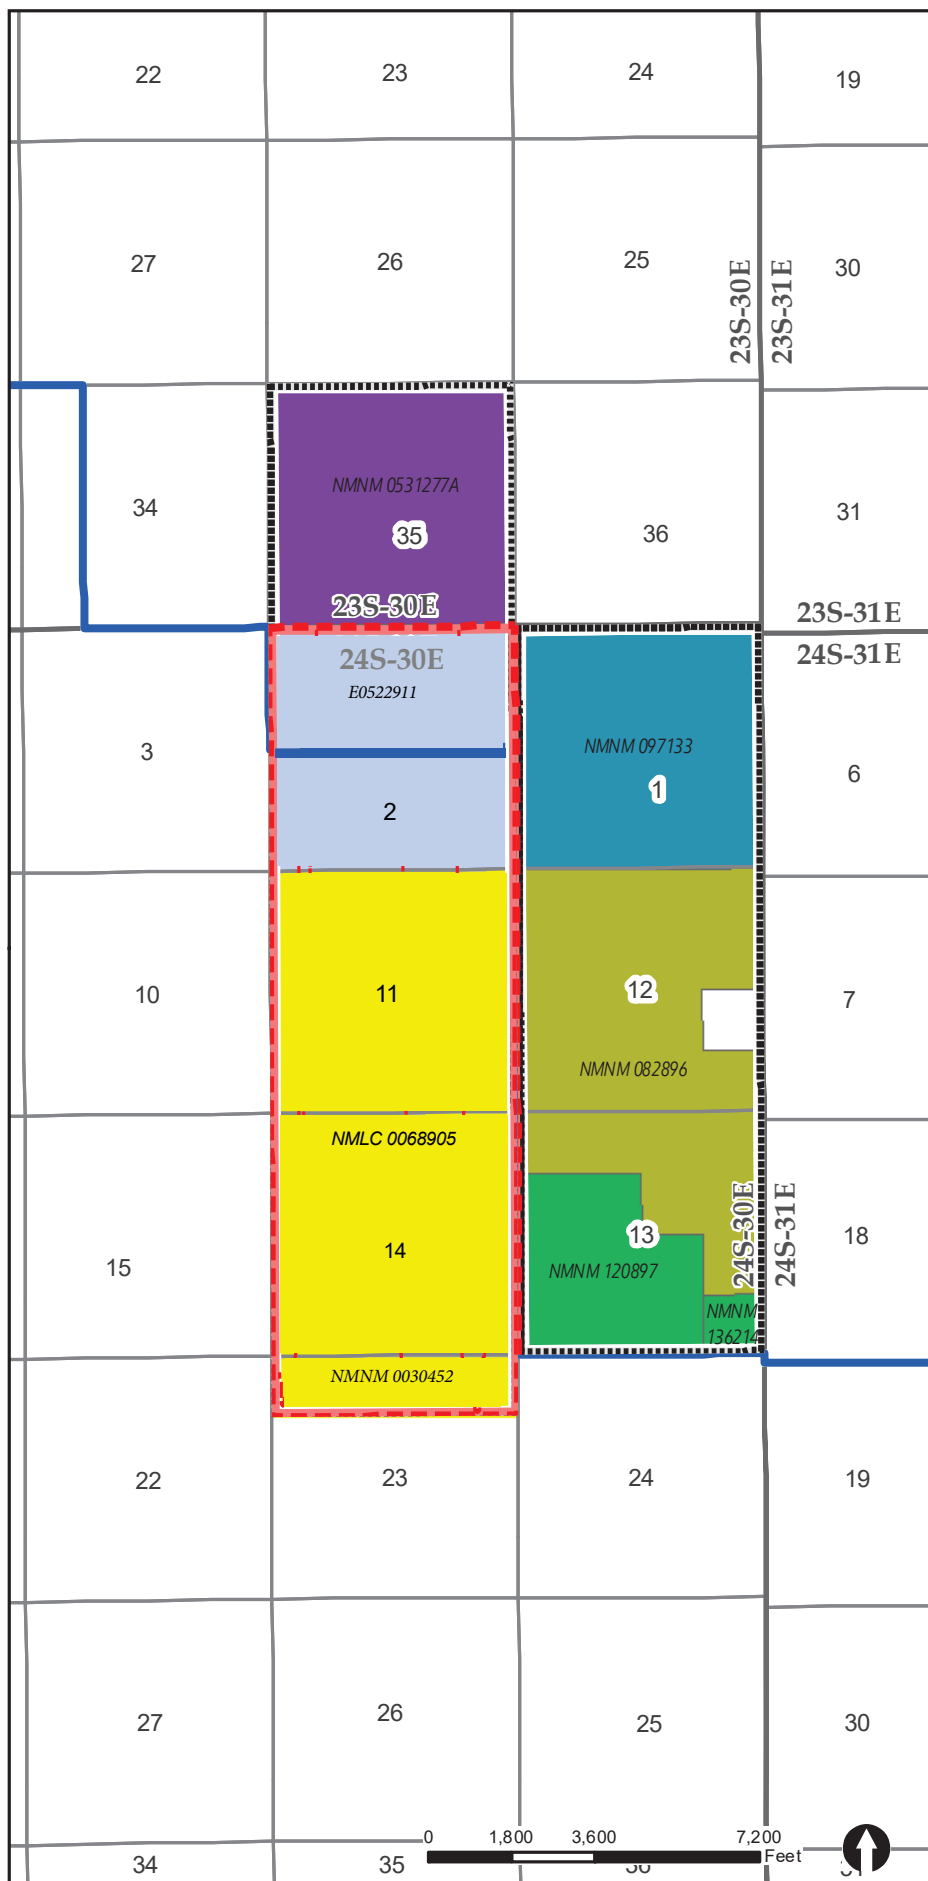 22 23 24 19
27 26 25 30
23S-30E 23S-31E
NMNM 0531277A
34 35 36 31
23S-30E 23S-31E
24S-30E 24S-31E
E0522911
3 NMNM 097133
2 1 6
10 11 12 7
NMNM 082896
NMLC 0068905
24S-30E 24S-31E
15 14 13 18
NMNM 120897
NMNM
136214
NMNM 0030452
22 23 24 19
27 26 25 30
0 1,800 3,600 7,200
Feet
34 35 36